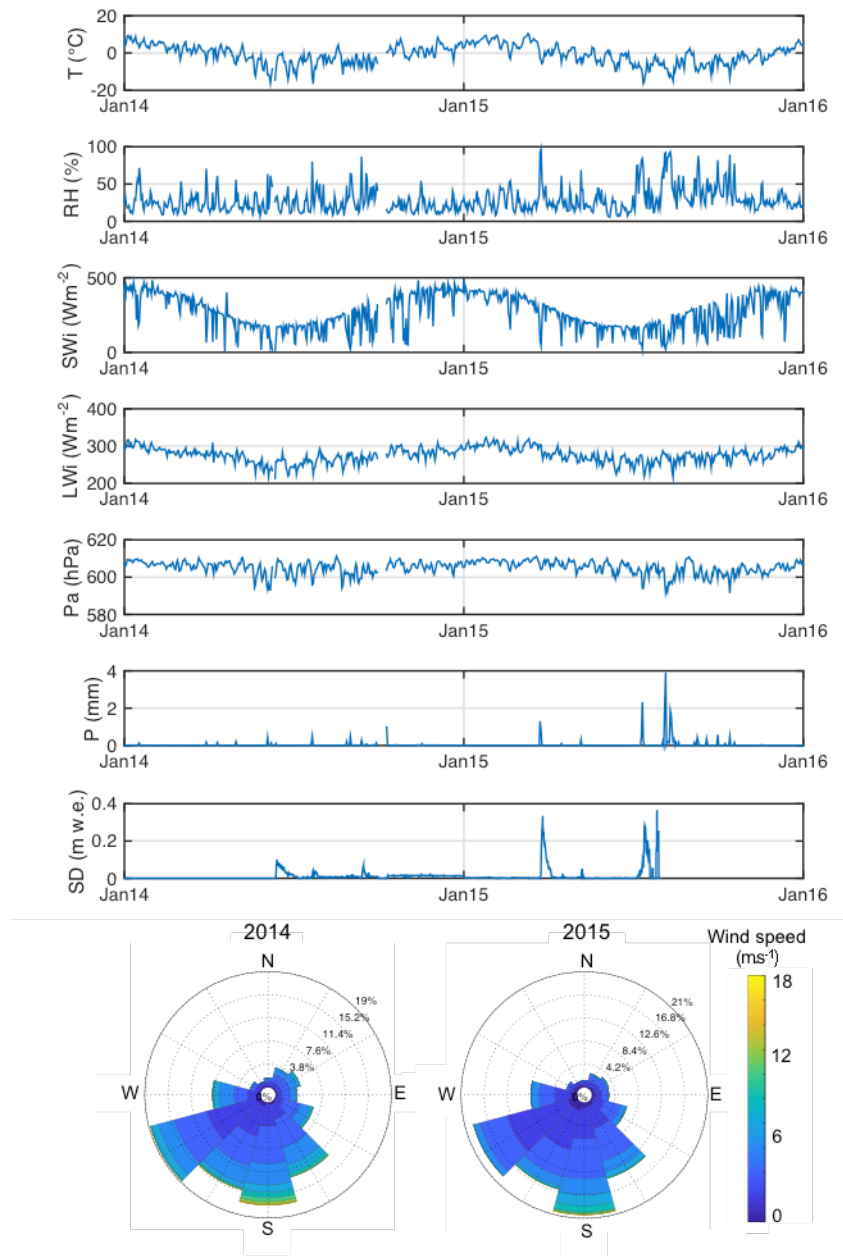 20
0
-20
T (°C)
Jan14
Jan15
Jan16
100
50
0
RH (%)
Jan14
Jan15
Jan16
500
0
SWi (Wm-2)
Jan14
Jan15
Jan16
400
300
200
LWi (Wm-2)
Jan14
Jan15
Jan16
620
600
580
Pa (hPa)
Jan14
Jan15
Jan16
4
2
0
P (mm)
Jan14
Jan15
Jan16
0.4
0.2
0
SD (m w.e.)
Jan14
Jan15
Jan16
2014
N
19%
15.2%
11.4%
7.6%
3.8%
0%
W
E
S
2015
N
21%
16.8%
12.6%
8.4%
4.2%
0%
W
E
S
Wind speed
(ms-1)
18
12
6
0